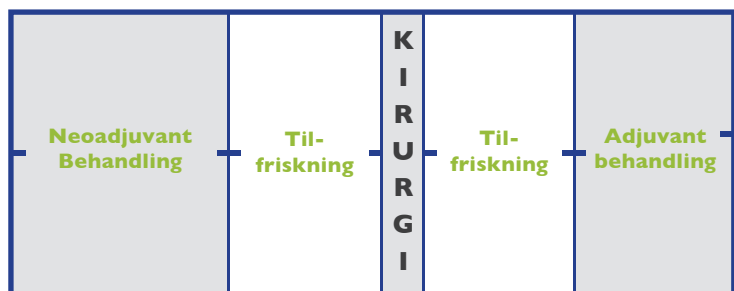 Neoadjuvant
Behandling
Til-
friskning
K
I
R
U
R
G
I
Til-
friskning
Adjuvant
behandling